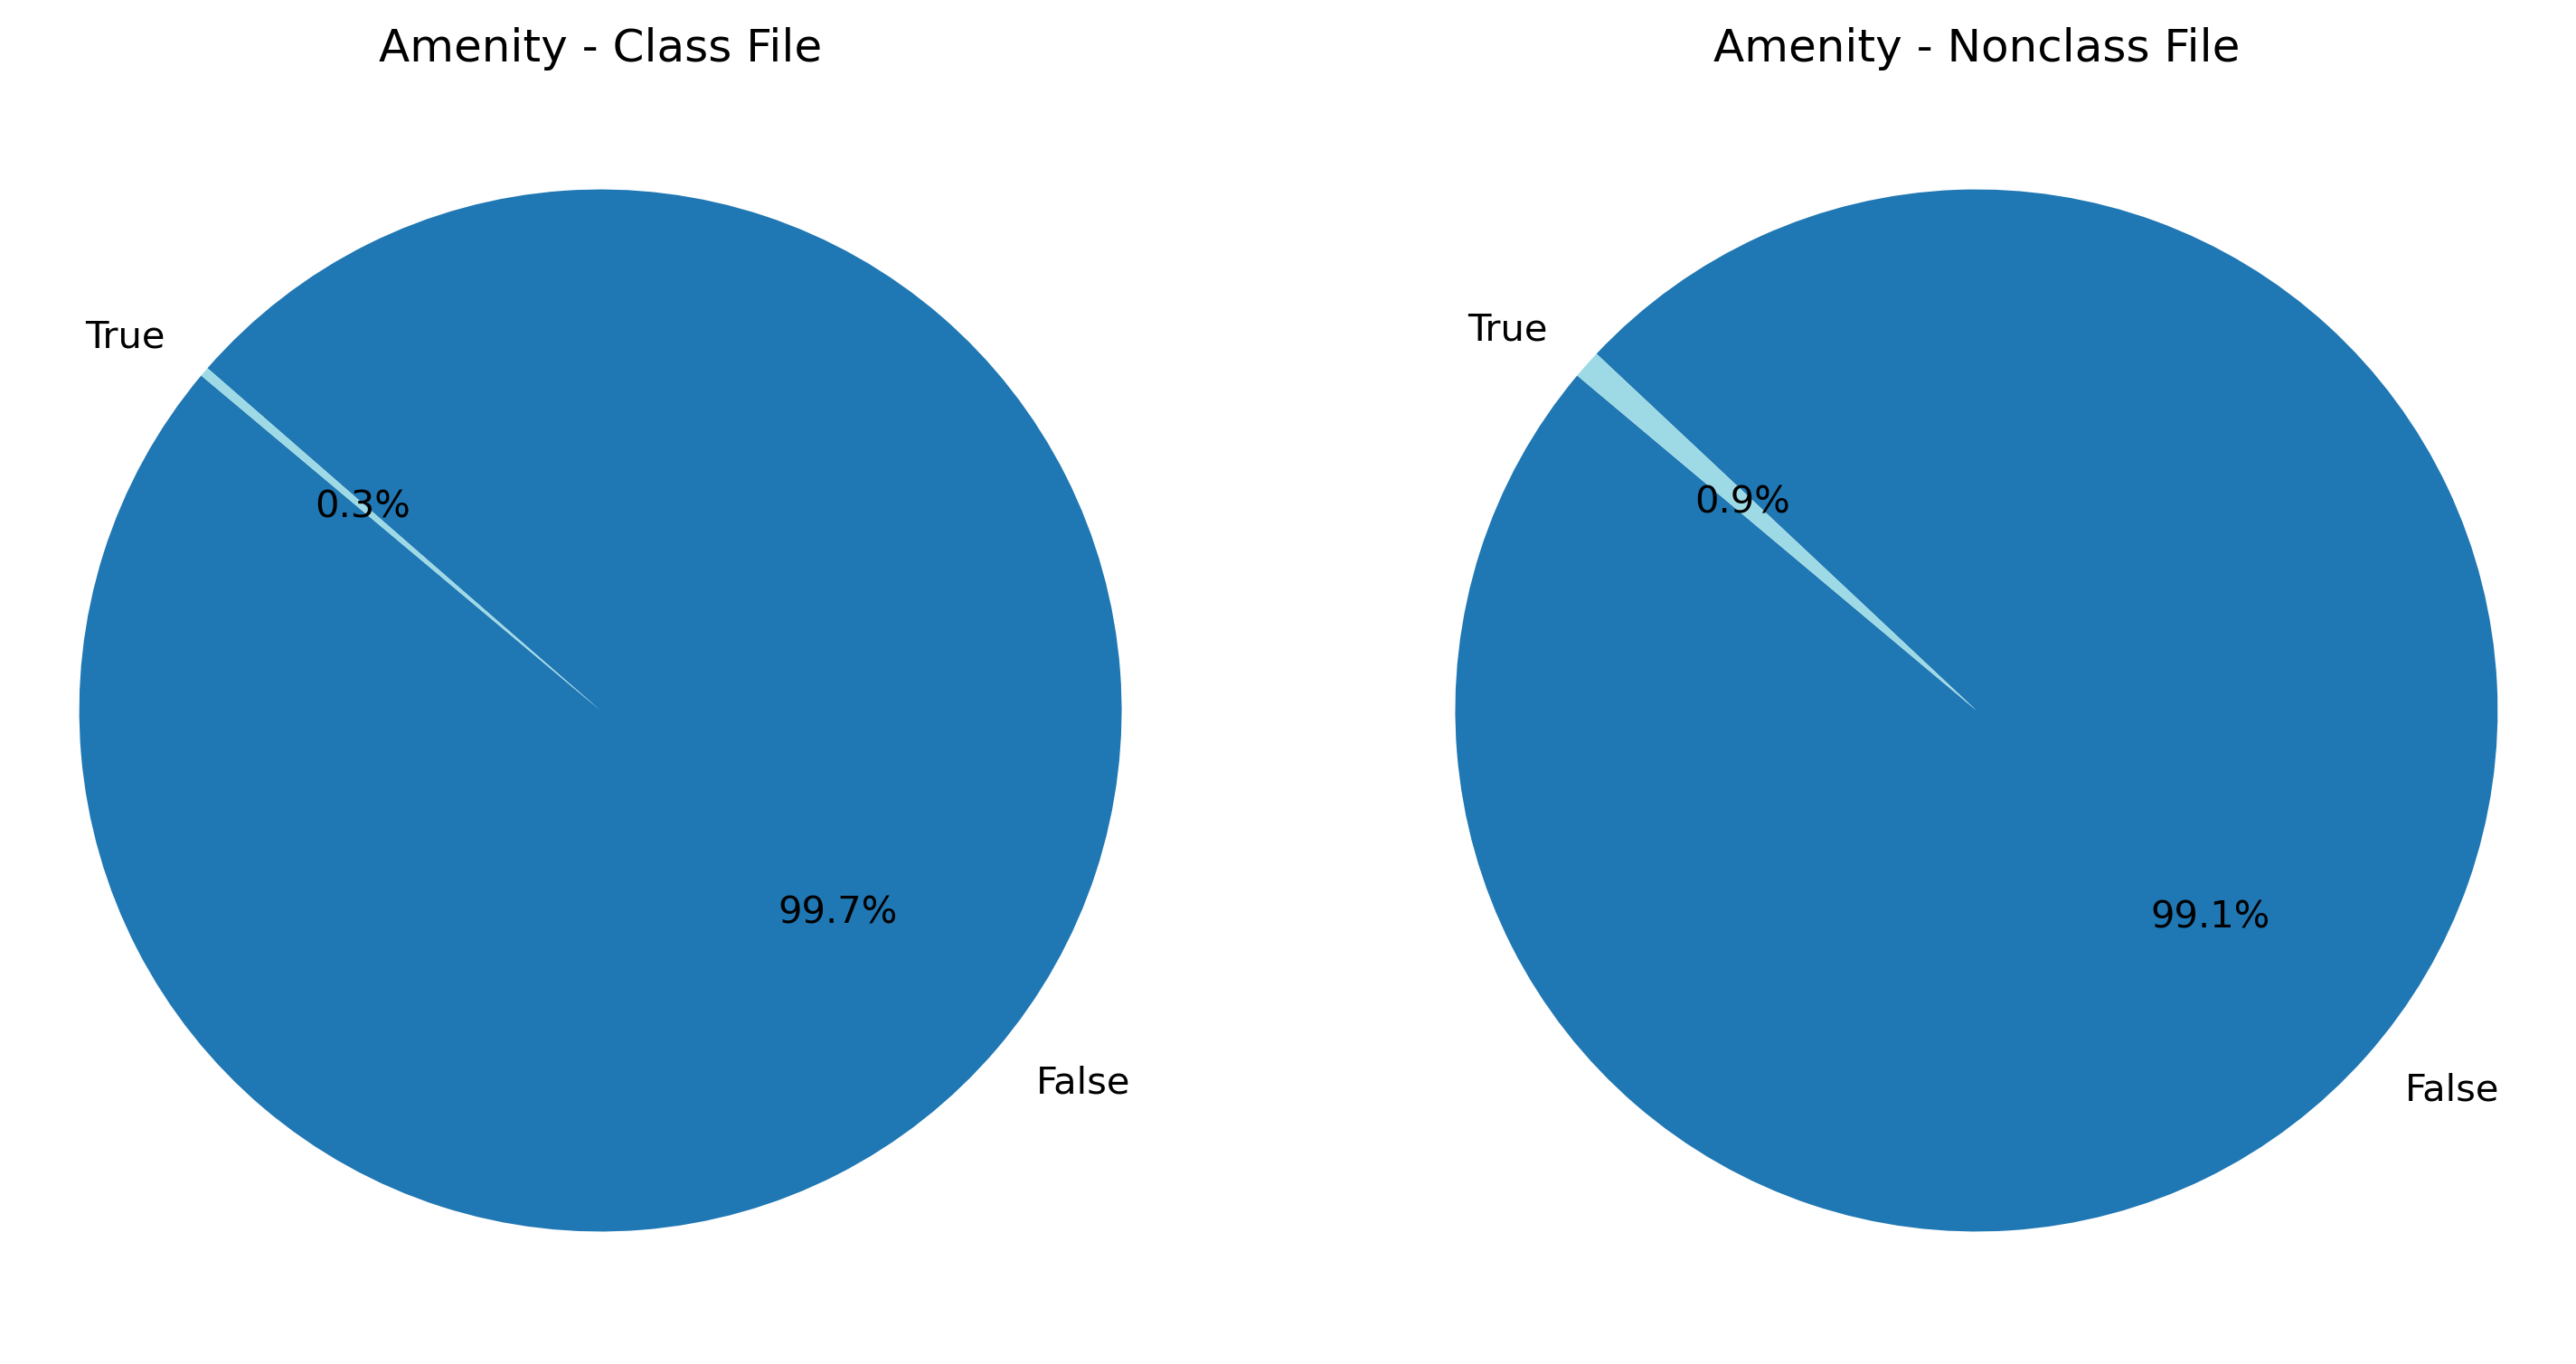 Amenity - Class File
True
0.3%
99.7%
False
Amenity - Nonclass File
True
0.9%
99.1%
False